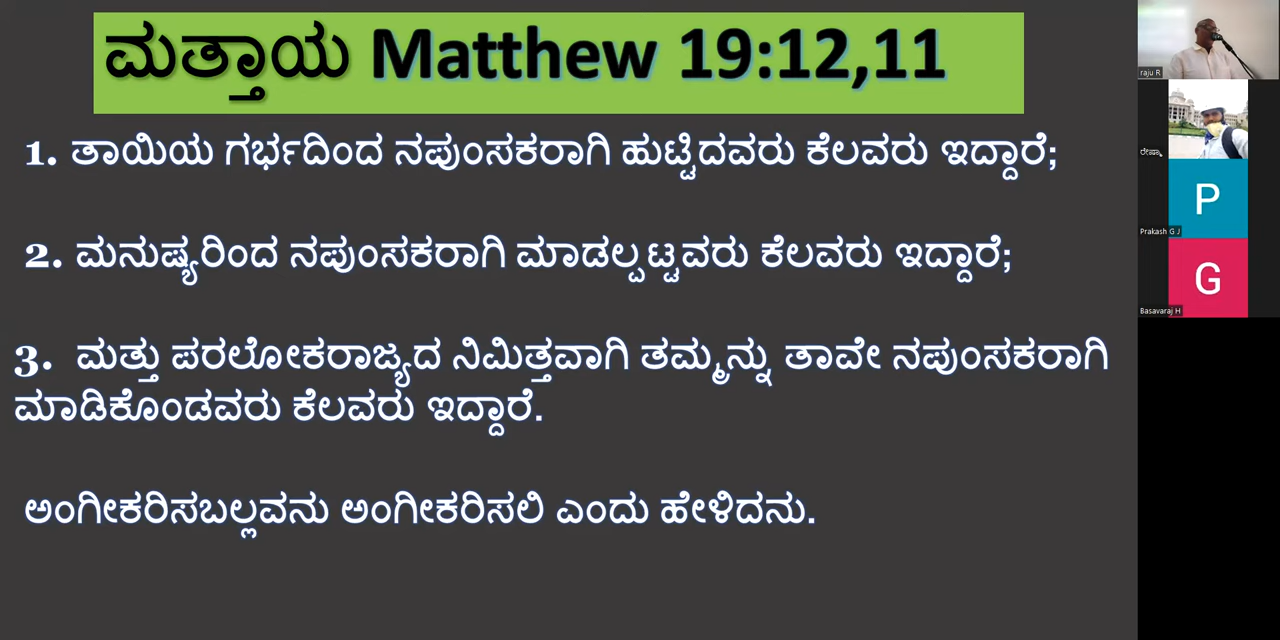 ಮತ್ತಾಯ Matthew 19:12,11
1. ತಾಯಿಯ ಗರ್ಭದಿಂದ ನಪುಂಸಕರಾಗಿ ಹುಟ್ಟಿದವರು ಕೆಲವರು ಇದ್ದಾರೆ;
2. ಮನುಷ್ಯರಿಂದ ನಪುಂಸಕರಾಗಿ ಮಾಡಲ್ಪಟ್ಟವರು ಕೆಲವರು ಇದ್ದಾರೆ;
3. ಮತ್ತು ಪರಲೋಕರಾಜ್ಯದ ನಿಮಿತ್ತವಾಗಿ ತಮ್ಮನ್ನು ತಾವೇ ನಪುಂಸಕರಾಗಿ
ಮಾಡಿಕೊಂಡವರು ಕೆಲವರು ಇದ್ದಾರೆ.
ಅಂಗೀಕರಿಸಬಲ್ಲವನು ಅಂಗೀಕರಿಸಲಿ ಎಂದು ಹೇಳಿದನು.
raju R
ರೇಷ್ಮಾ
P
Prakash G J
G
Basavaraj H